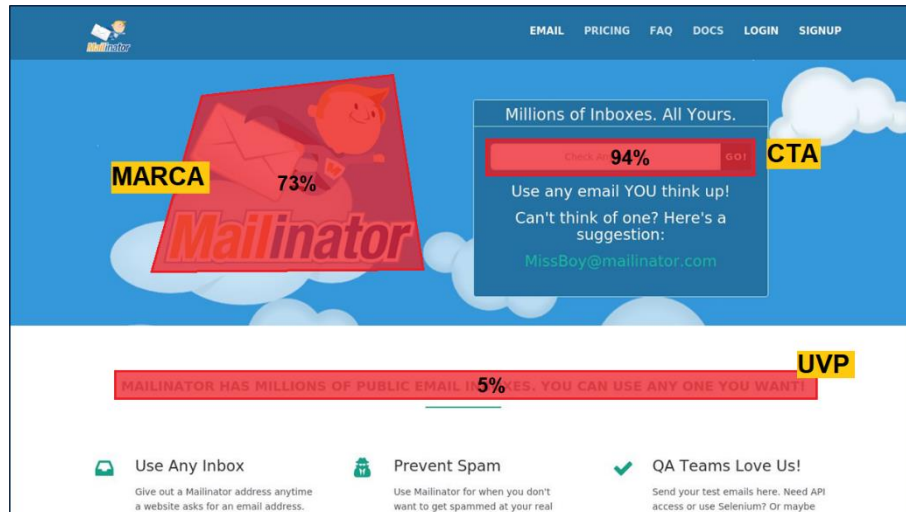 Mailinator
EMAIL PRICING FAQ DOCS LOGIN SIGNUP
MARCA
73%
Mailinator
Millions of Inboxes. All Yours.
Check
94%
GO!
CTA
Use any email YOU think up!
Can't think of one? Here's a
suggestion:
MissBoy@mailinator.com
UVP
MAILINATOR HAS MILLIONS OF PUBLIC EMAIL INBOXES. YOU CAN USE ANY ONE YOU WANT!
5%
Use Any Inbox
Give out a Mailinator address anytime
a website asks for an email address.
Prevent Spam
Use Mailinator for when you don't
want to get spammed at your real
QA Teams Love Us!
Send your test emails here. Need API
access or use Selenium? Or maybe